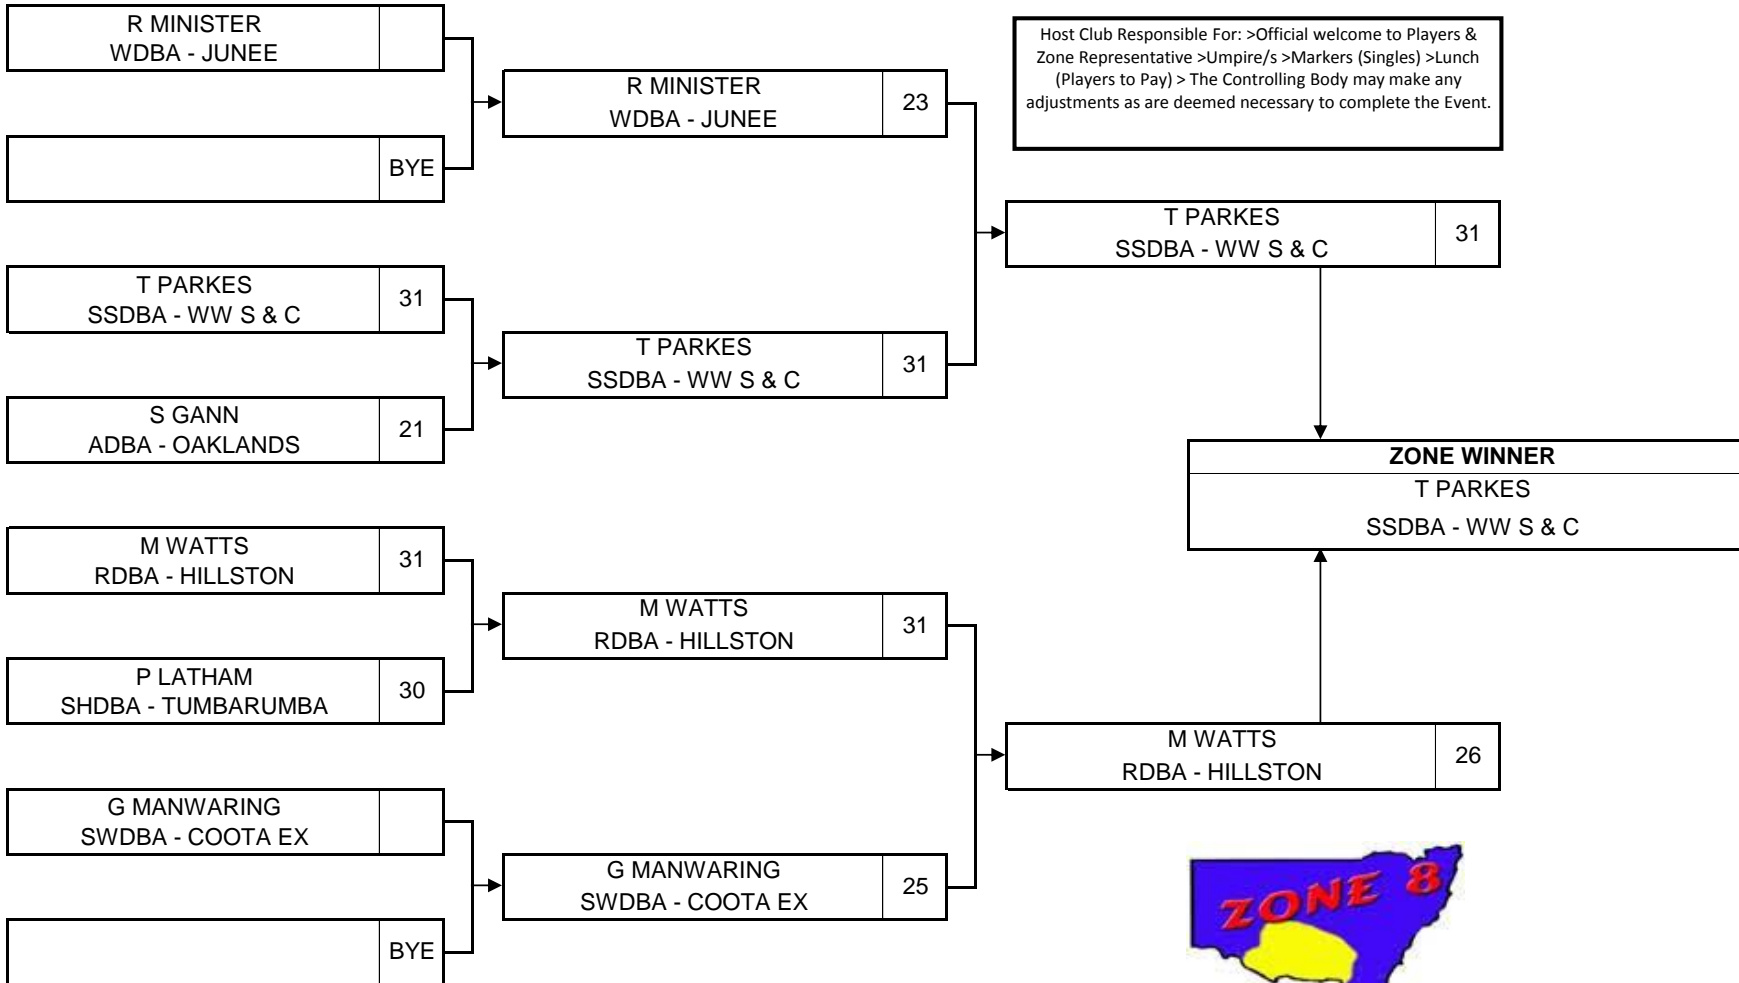 R MINISTER
WDBA - JUNEE
BYE
T PARKES
SSDBA - WW S & C
31
S GANN
ADBA - OAKLANDS
21
M WATTS
RDBA - HILLSTON
31
P LATHAM
SHDBA - TUMBARUMBA
30
G MANWARING
SWDBA - COOTA EX
BYE
R MINISTER
WDBA - JUNEE
23
T PARKES
SSDBA - WW S & C
31
M WATTS
RDBA - HILLSTON
31
G MANWARING
SWDBA - COOTA EX
25
Host Club Responsible For: >Official welcome to Players &
Zone Representative >Umpire/s >Markers (Singles) >Lunch
(Players to Pay) > The Controlling Body may make any
adjustments as are deemed necessary to complete the Event.
T PARKES
SSDBA - WW S & C
31
M WATTS
RDBA - HILLSTON
26
ZONE WINNER
T PARKES
SSDBA - WW S & C
ZONE 8